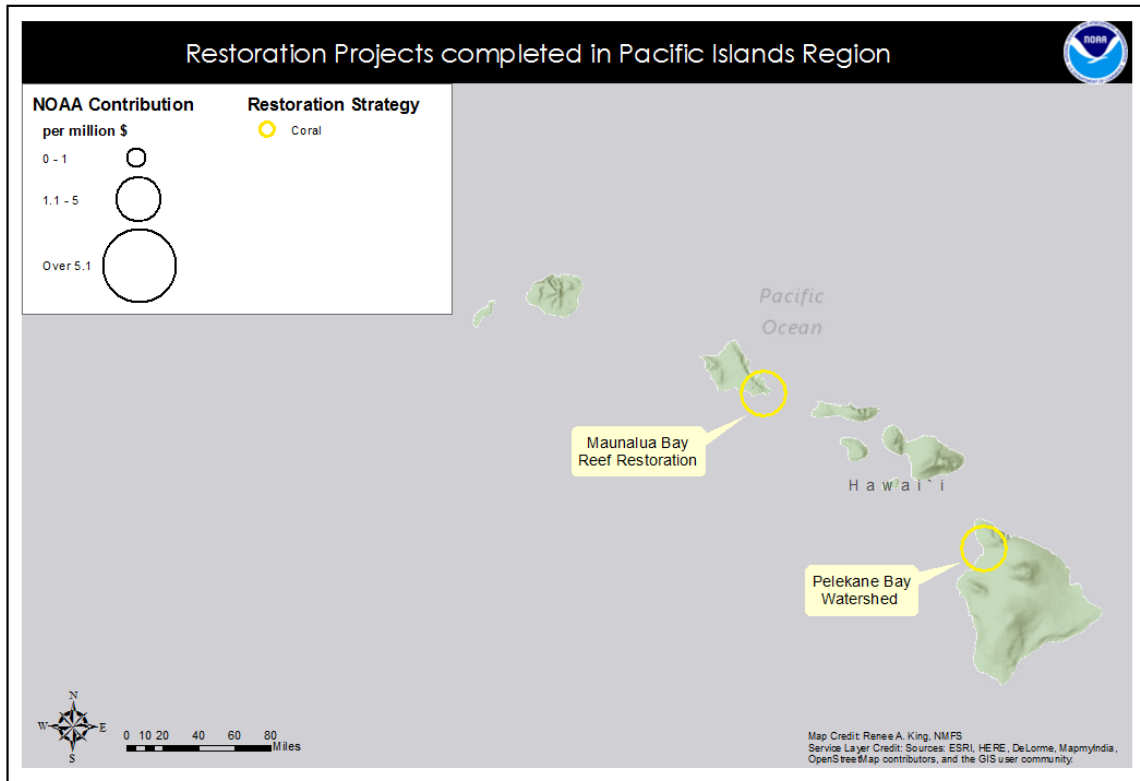 Restoration Projects completed in Pacific Islands Region
NOAA
NOAA Contribution
per million $
0 - 1
1.1 - 5
Over 5.1
Restoration Strategy
Coral
Pacific
Ocean
Maunalua Bay
Reef Restoration
Hawai`i
Pelekane Bay
Watershed
N
W
E
S
0 10 20 40 60 80
Miles
Map Credit: Renee A. King, NMFS
Service Layer Credit: Sources: ESRI, HERE, DeLorme, MapmyIndia,
OpenStreetMap contributors, and the GIS user community.